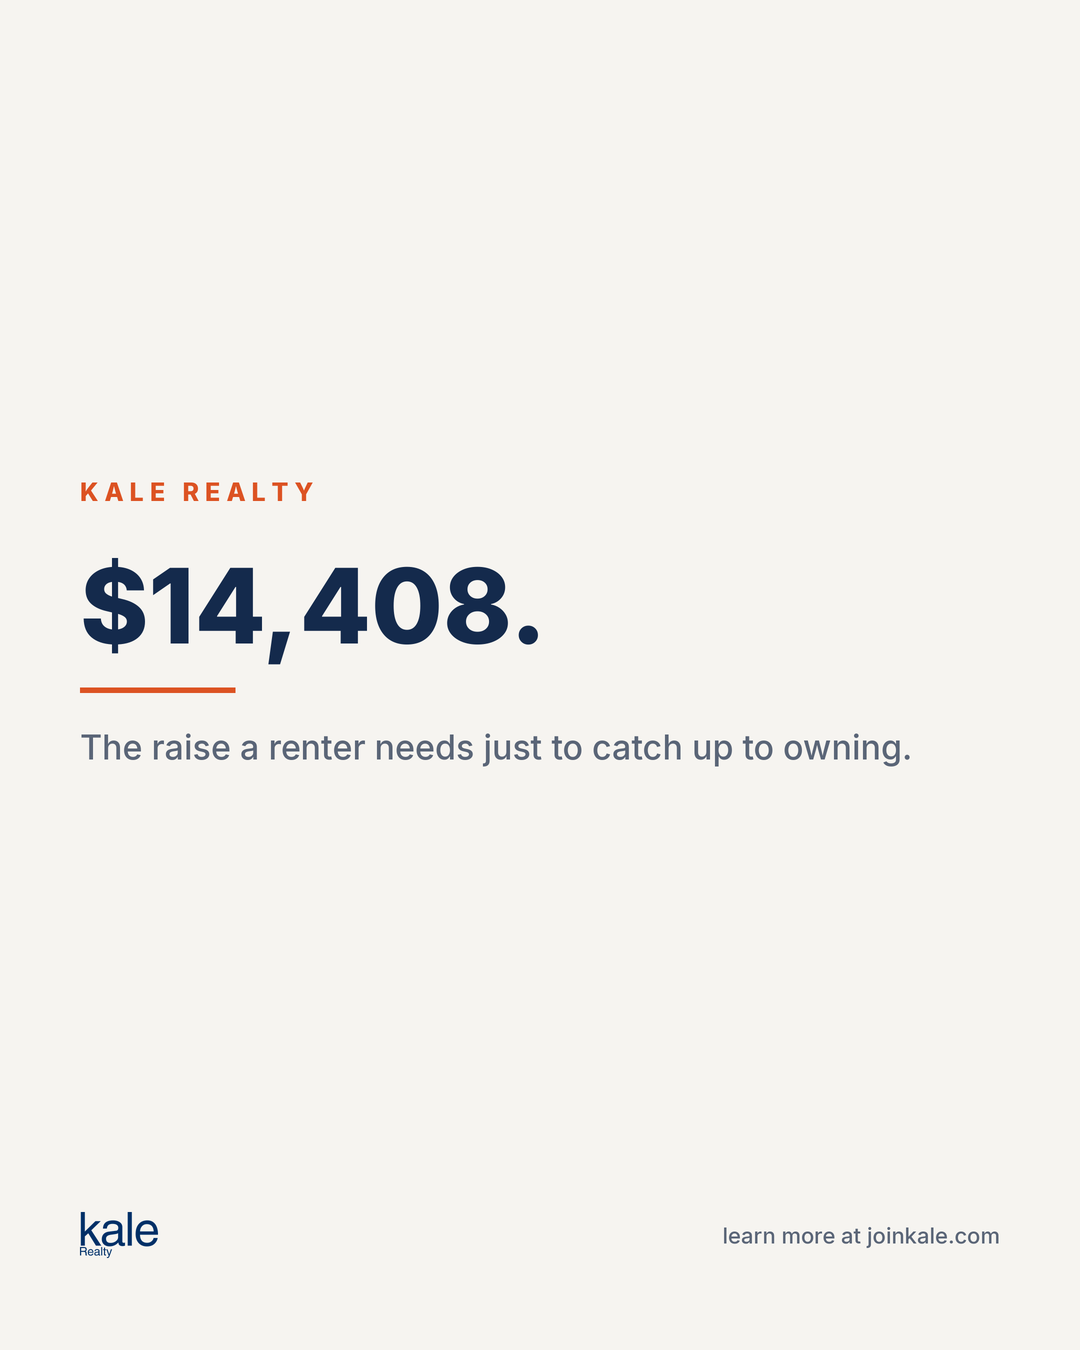 KALE REALTY
$14,408.
The raise a renter needs just to catch up to owning.
kale
Realty
learn more at joinkale.com